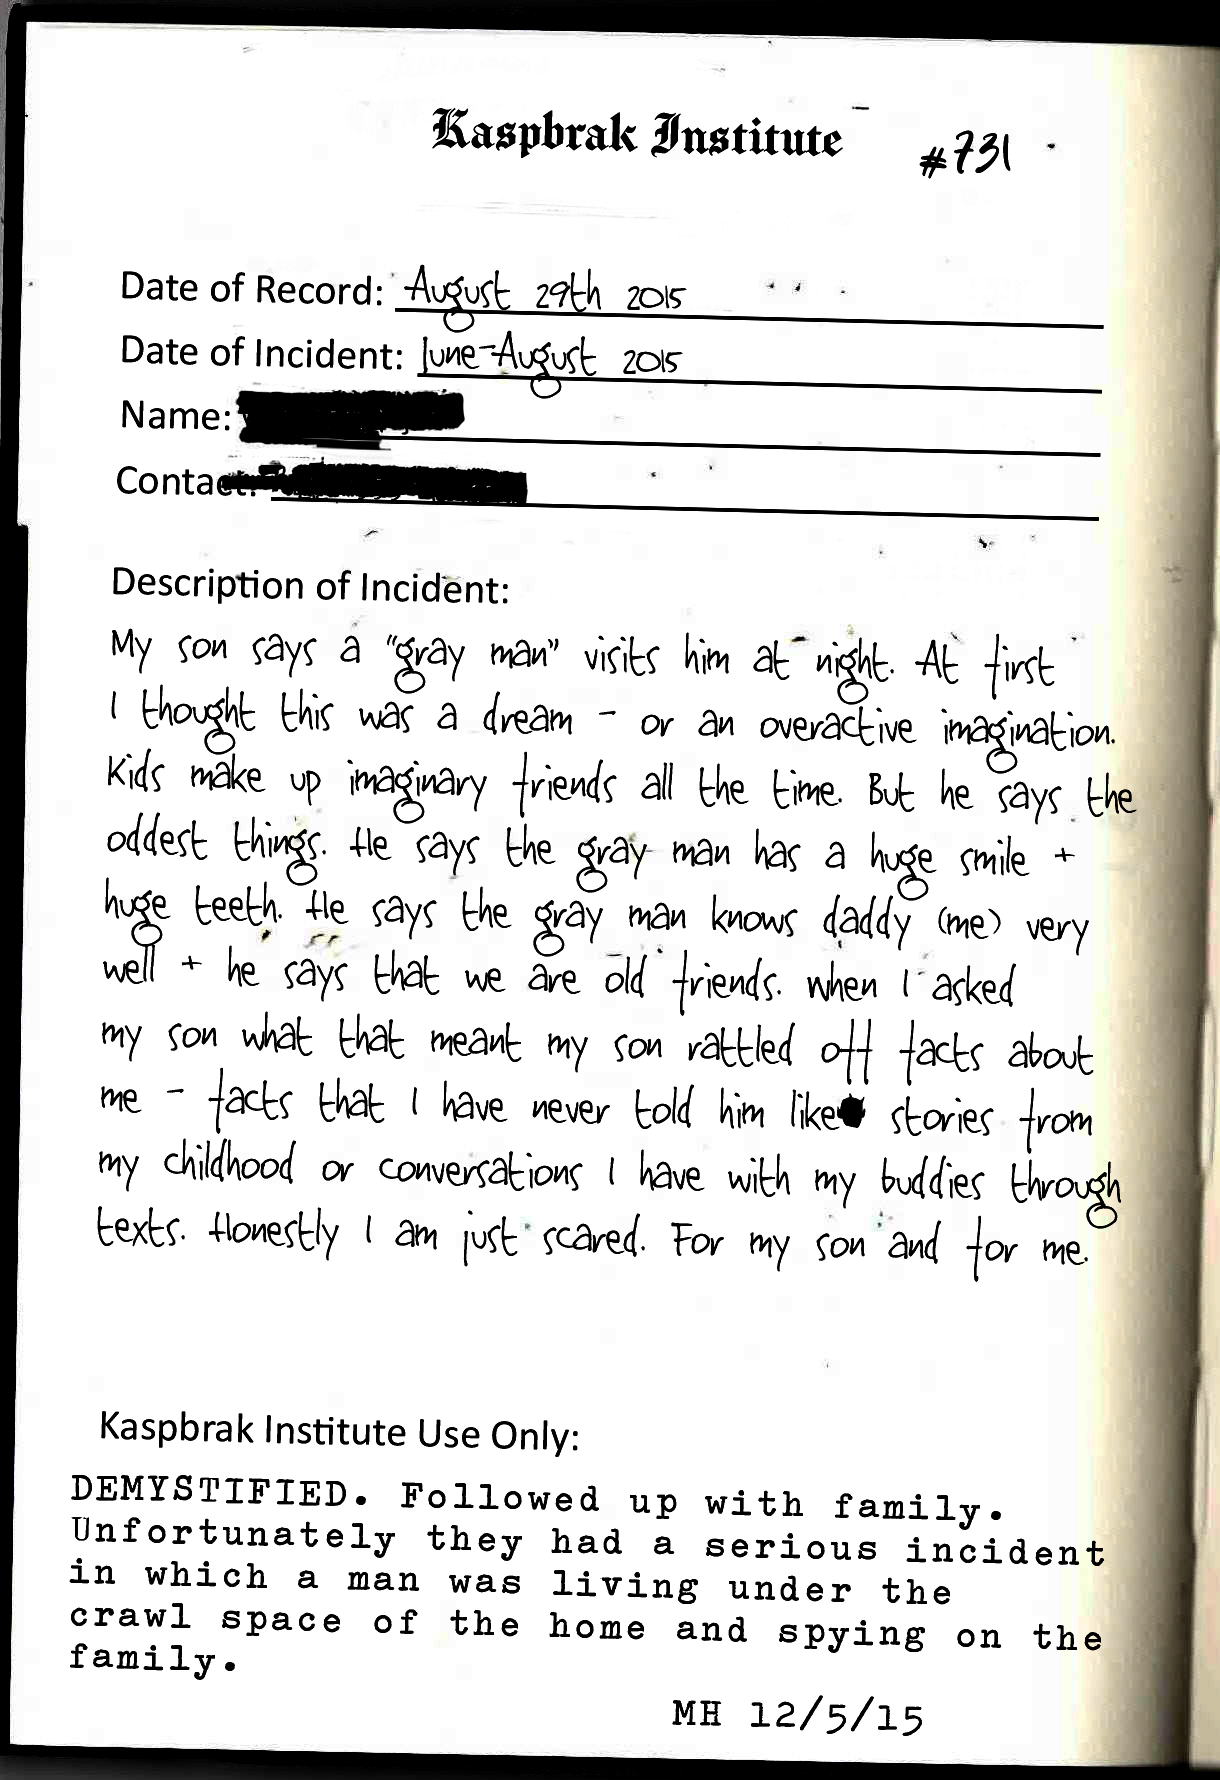 Kaspbrak Institute #731
Date of Record: August 29th 2015
Date of Incident: June-August 2015
Name:
Contact:
Description of Incident:
My son says a "gray man" visits him at night. At first
I thought this was a dream - or an overactive imagination.
Kids make up imaginary friends all the time. But he says the
oddest things. He says the gray man has a huge smile +
huge teeth. He says the gray man knows daddy (me) very
well + he says that we are old friends. When I asked
my son what that meant my son rattled off facts about
me - facts that I have never told him like stories from
my childhood or conversations I have with my buddies through
texts. Honestly I am just scared. For my son and for me.
Kaspbrak Institute Use Only:
DEMYSTIFIED. Followed up with family.
Unfortunately they had a serious incident
in which a man was living under the
crawl space of the home and spying on the
family.
MH 12/5/15